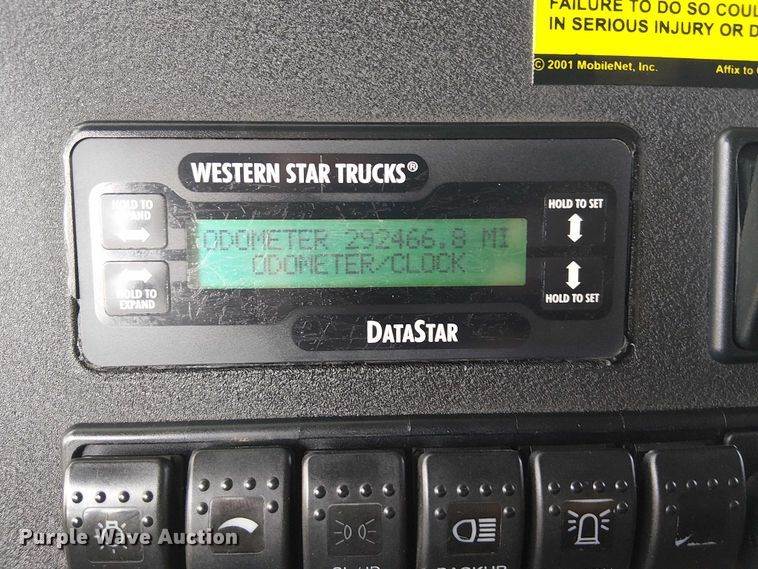 FAILURE TO DO SO COUL
IN SERIOUS INJURY OR D
© 2001 MobileNet, Inc. Affix to
WESTERN STAR TRUCKS®
HOLD TO
EXPAND
HOLD TO SET
ODOMETER 292466.8 MI
ODOMETER/CLOCK
HOLD TO
EXPAND
HOLD TO SET
DATASTAR
BACKUP
Purple Wave Auction